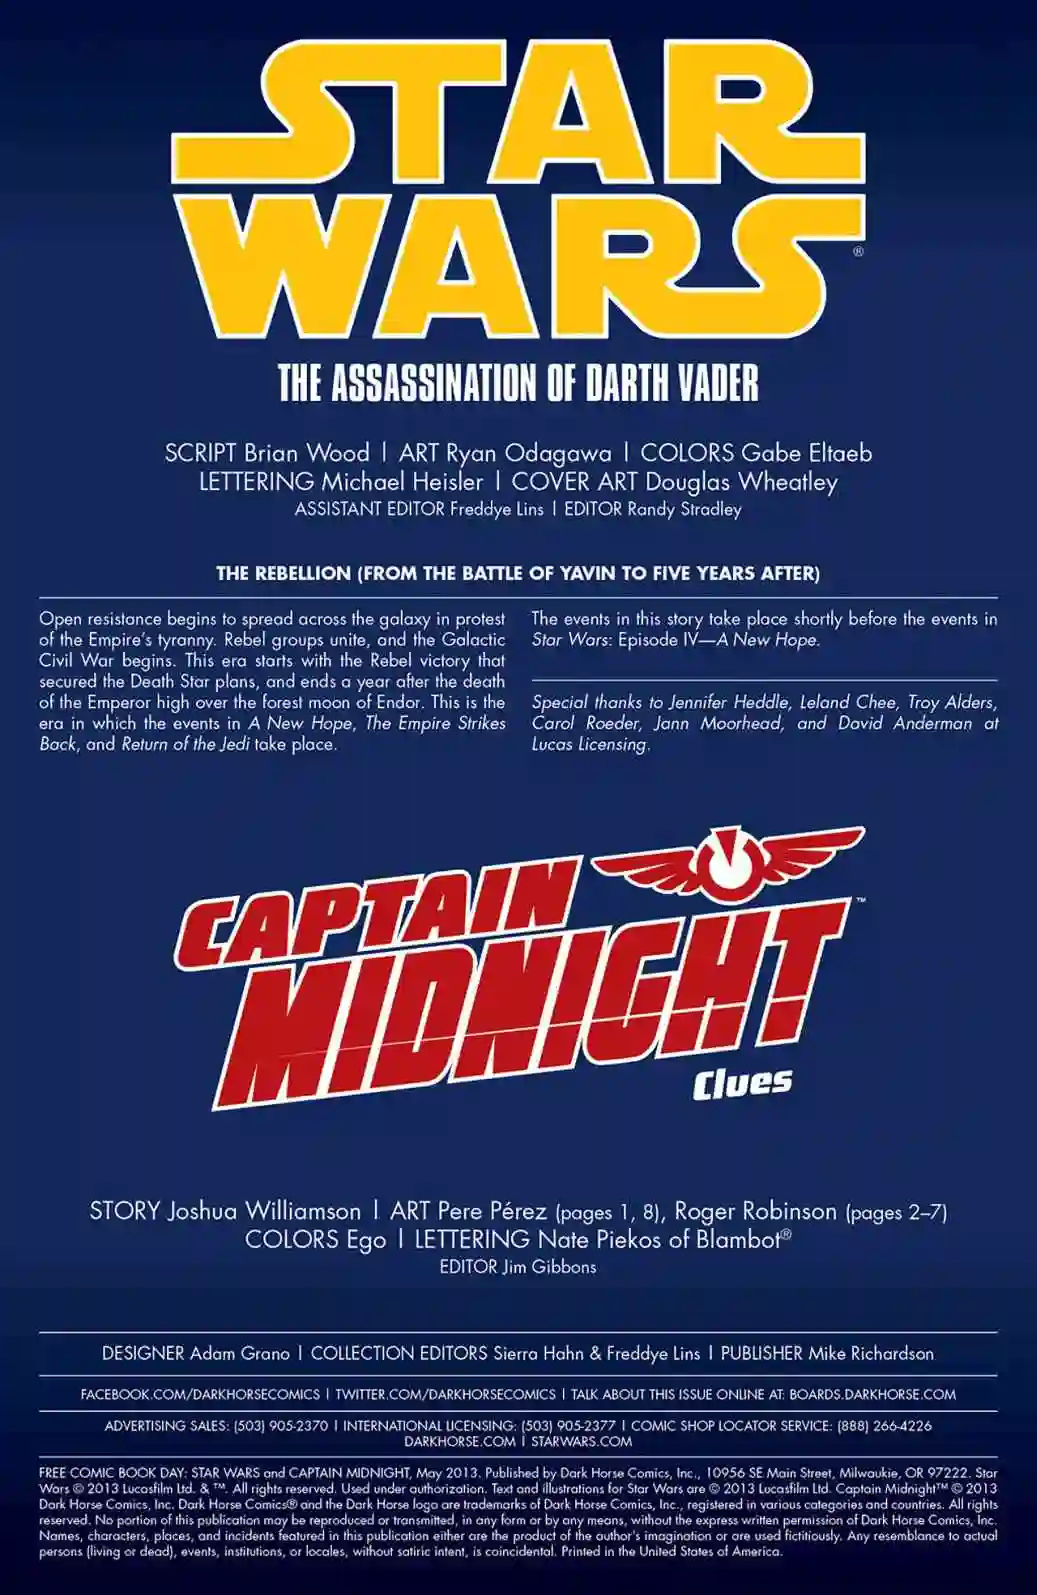 STAR
WARS®
THE ASSASSINATION OF DARTH VADER
SCRIPT Brian Wood | ART Ryan Odagawa | COLORS Gabe Eltaeb
LETTERING Michael Heisler | COVER ART Douglas Wheatley
ASSISTANT EDITOR Freddye Lins | EDITOR Randy Stradley
THE REBELLION (FROM THE BATTLE OF YAVIN TO FIVE YEARS AFTER)
Open resistance begins to spread across the galaxy in protest
of the Empire's tyranny. Rebel groups unite, and the Galactic
Civil War begins. This era starts with the Rebel victory that
secured the Death Star plans, and ends a year after the death
of the Emperor high over the forest moon of Endor. This is the
era in which the events in A New Hope, The Empire Strikes
Back, and Return of the Jedi take place.
The events in this story take place shortly before the events in
Star Wars: Episode IV—A New Hope.
Special thanks to Jennifer Heddle, Leland Chee, Troy Alders,
Carol Roeder, Jann Moorhead, and David Anderman at
Lucas Licensing.
CAPTAIN
MIDNIGHT™
Clues
STORY Joshua Williamson | ART Pere Pérez (pages 1, 8), Roger Robinson (pages 2–7)
COLORS Ego | LETTERING Nate Piekos of Blambot®
EDITOR Jim Gibbons
DESIGNER Adam Grano | COLLECTION EDITORS Sierra Hahn & Freddye Lins | PUBLISHER Mike Richardson
FACEBOOK.COM/DARKHORSECOMICS | TWITTER.COM/DARKHORSECOMICS | TALK ABOUT THIS ISSUE ONLINE AT: BOARDS.DARKHORSE.COM
ADVERTISING SALES: (503) 905-2370 | INTERNATIONAL LICENSING: (503) 905-2377 | COMIC SHOP LOCATOR SERVICE: (888) 266-4226
DARKHORSE.COM | STARWARS.COM
FREE COMIC BOOK DAY: STAR WARS and CAPTAIN MIDNIGHT, May 2013. Published by Dark Horse Comics, Inc., 10956 SE Main Street, Milwaukie, OR 97222. Star
Wars © 2013 Lucasfilm Ltd. & ™. All rights reserved. Used under authorization. Text and illustrations for Star Wars are © 2013 Lucasfilm Ltd. Captain Midnight™ © 2013
Dark Horse Comics, Inc. Dark Horse Comics® and the Dark Horse logo are trademarks of Dark Horse Comics, Inc., registered in various categories and countries. All rights
reserved. No portion of this publication may be reproduced or transmitted, in any form or by any means, without the express written permission of Dark Horse Comics, Inc.
Names, characters, places, and incidents featured in this publication either are the product of the author's imagination or are used fictitiously. Any resemblance to actual
persons (living or dead), events, institutions, or locales, without satiric intent, is coincidental. Printed in the United States of America.